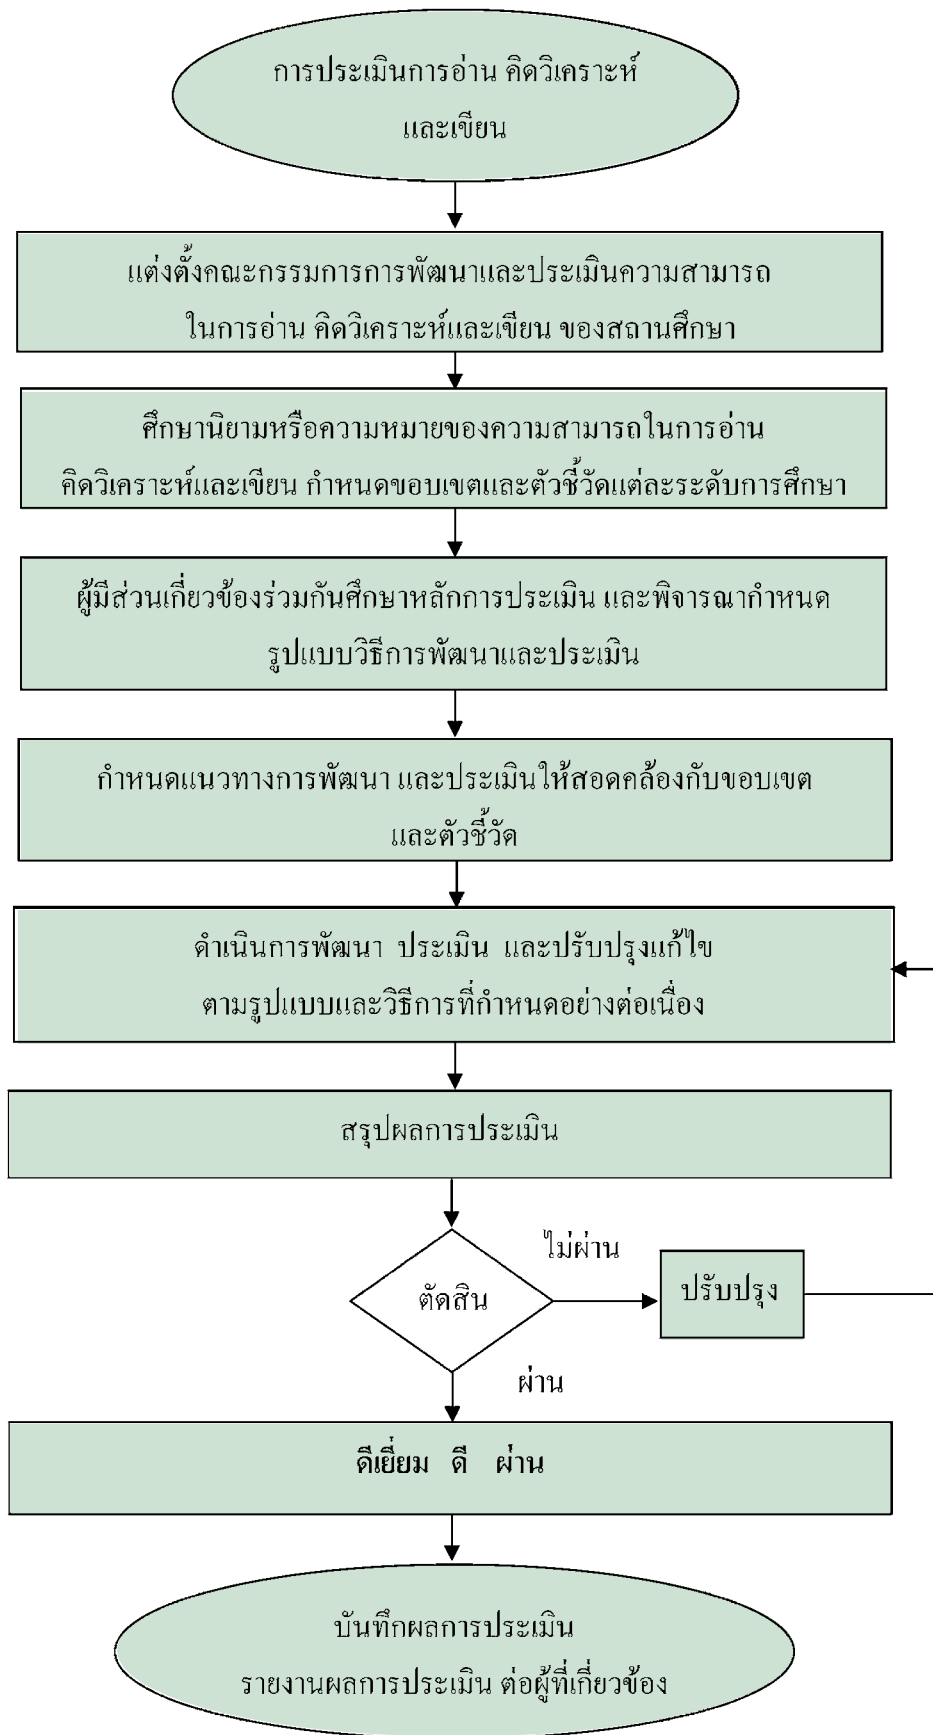 การประเมินการอ่าน คิดวิเคราะห์
และเขียน
แต่งตั้งคณะกรรมการการพัฒนาและประเมินความสามารถ
ในการอ่าน คิดวิเคราะห์และเขียน ของสถานศึกษา
ศึกษานิยามหรือความหมายของความสามารถในการอ่าน
คิดวิเคราะห์และเขียน กำหนดขอบเขตและตัวชี้วัดแต่ละระดับการศึกษา
ผู้มีส่วนเกี่ยวข้องร่วมกันศึกษาหลักการประเมิน และพิจารณากำหนด
รูปแบบวิธีการพัฒนาและประเมิน
กำหนดแนวทางการพัฒนา และประเมินให้สอดคล้องกับขอบเขต
และตัวชี้วัด
ดำเนินการพัฒนา ประเมิน และปรับปรุงแก้ไข
ตามรูปแบบและวิธีการที่กำหนดอย่างต่อเนื่อง
สรุปผลการประเมิน
ไม่ผ่าน
ตัดสิน
ปรับปรุง
ผ่าน
ดีเยี่ยม ดี ผ่าน
บันทึกผลการประเมิน
รายงานผลการประเมิน ต่อผู้ที่เกี่ยวข้อง